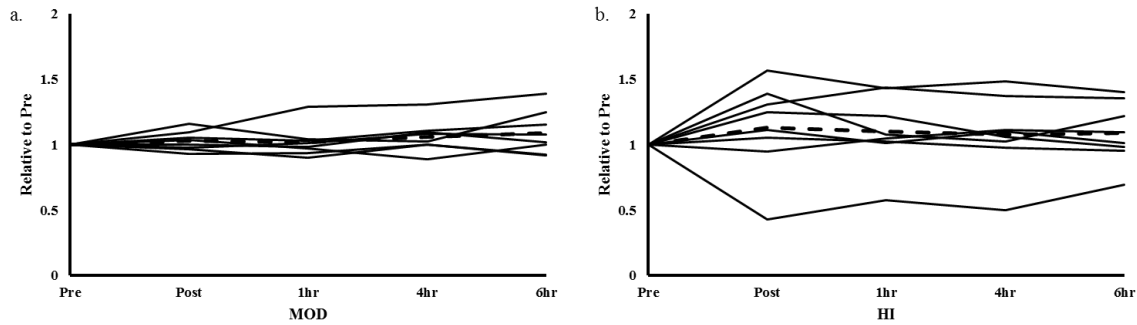 a.
Relative to Pre
2
1.5
1
0.5
0
Pre Post 1hr 4hr 6hr
MOD
b.
Relative to Pre
2
1.5
1
0.5
0
Pre Post 1hr 4hr 6hr
HI